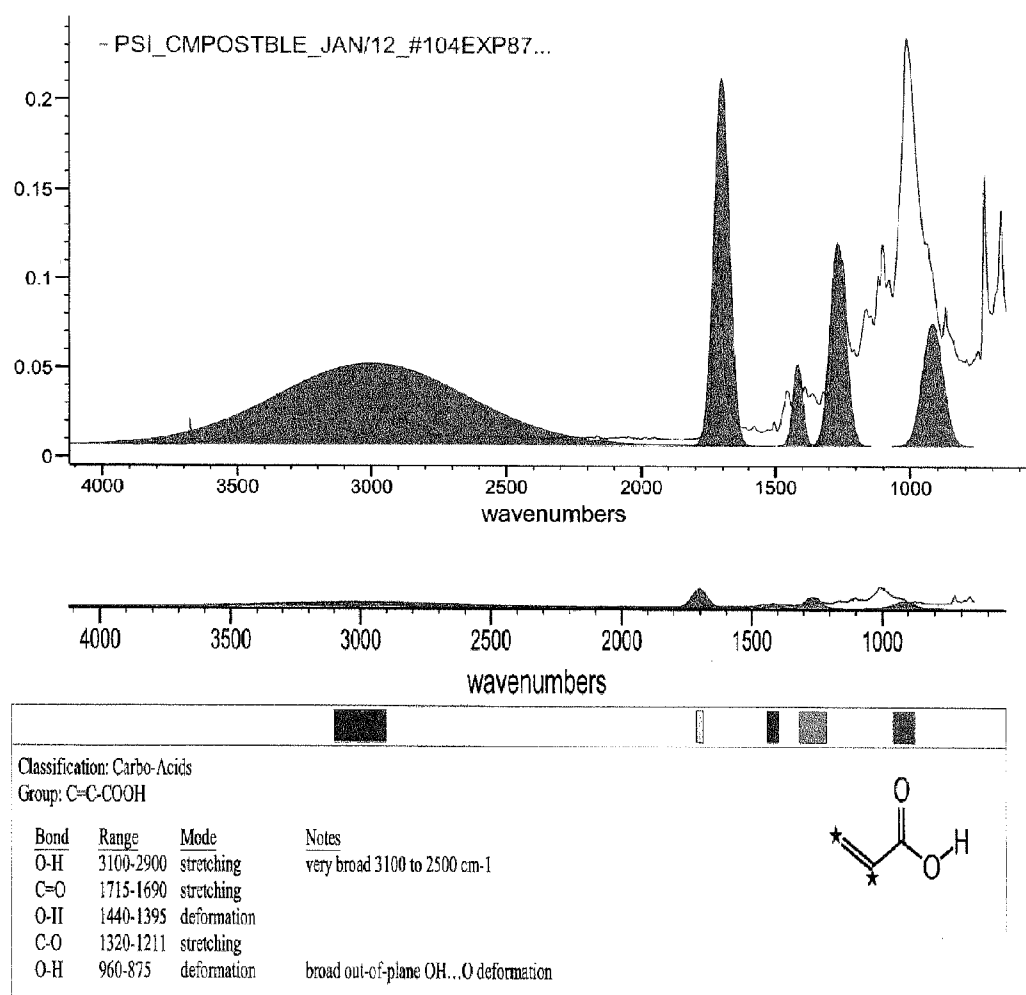 - PSI_CMPOSTBLE_JAN/12_#104EXP87...
0.2
0.15
0.1
0.05
0
4000 3500 3000 2500 2000 1500 1000
wavenumbers
4000 3500 3000 2500 2000 1500 1000
wavenumbers
Classification: Carbo-Acids
Group: C=C-COOH
Bond Range Mode Notes
O-H 3100-2900 stretching very broad 3100 to 2500 cm-1
C=O 1715-1690 stretching
O-H 1440-1395 deformation
C-O 1320-1211 stretching
O-H 960-875 deformation broad out-of-plane OH...O deformation
O
H
O